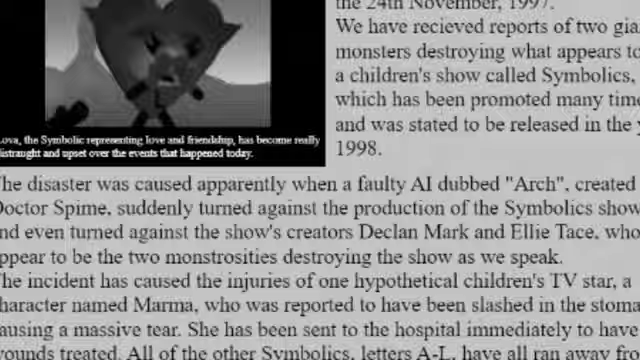 the 24th November, 1997.
We have recieved reports of two gia
monsters destroying what appears to
a children's show called Symbolics,
which has been promoted many time
and was stated to be released in the y
1998.
Lova, the Symbolic representing love and friendship, has become really
distraught and upset over the events that happened today.
he disaster was caused apparently when a faulty AI dubbed "Arch", created
Doctor Spime, suddenly turned against the production of the Symbolics show
nd even turned against the show's creators Declan Mark and Ellie Tace, who
ppear to be the two monstrosities destroying the show as we speak.
he incident has caused the injuries of one hypothetical children's TV star, a
haracter named Marma, who was reported to have been slashed in the stoma
ausing a massive tear. She has been sent to the hospital immediately to have
wounds treated. All of the other Symbolics, letters A-L, have all ran away from